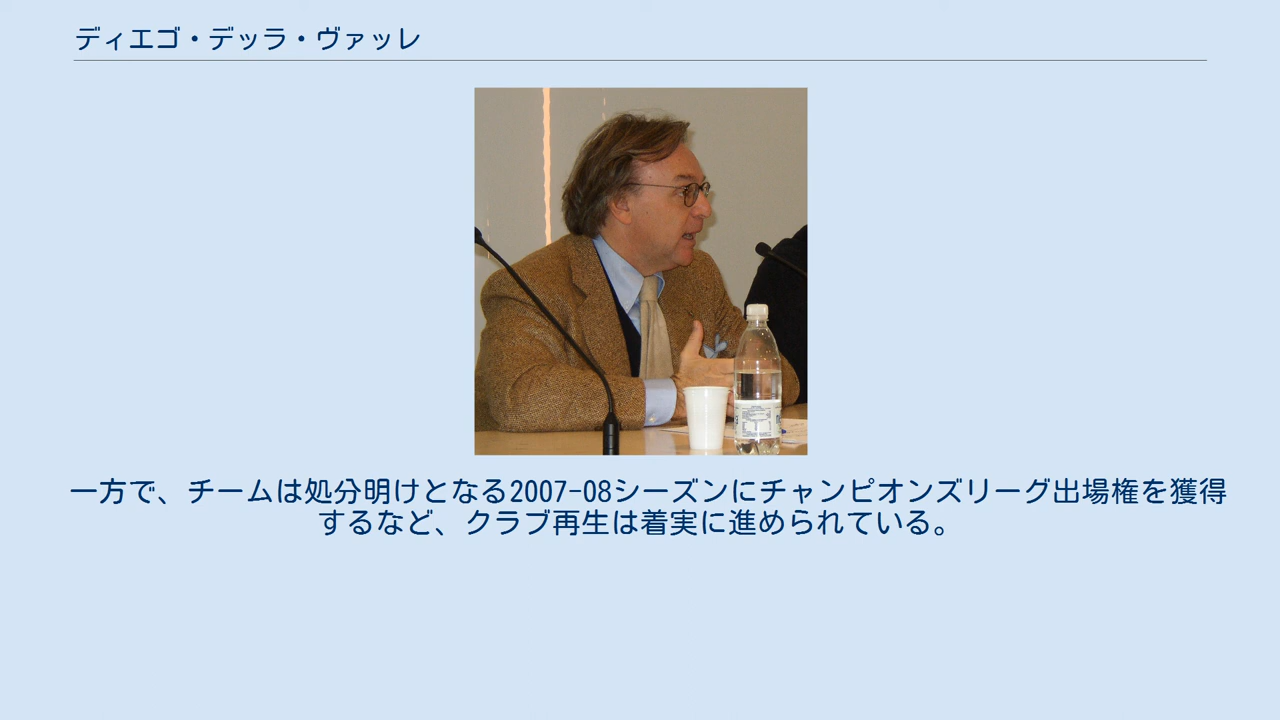 ディエゴ・デッラ・ヴァッレ
一方で、チームは処分明けとなる2007-08シーズンにチャンピオンズリーグ出場権を獲得
するなど、クラブ再生は着実に進められている。